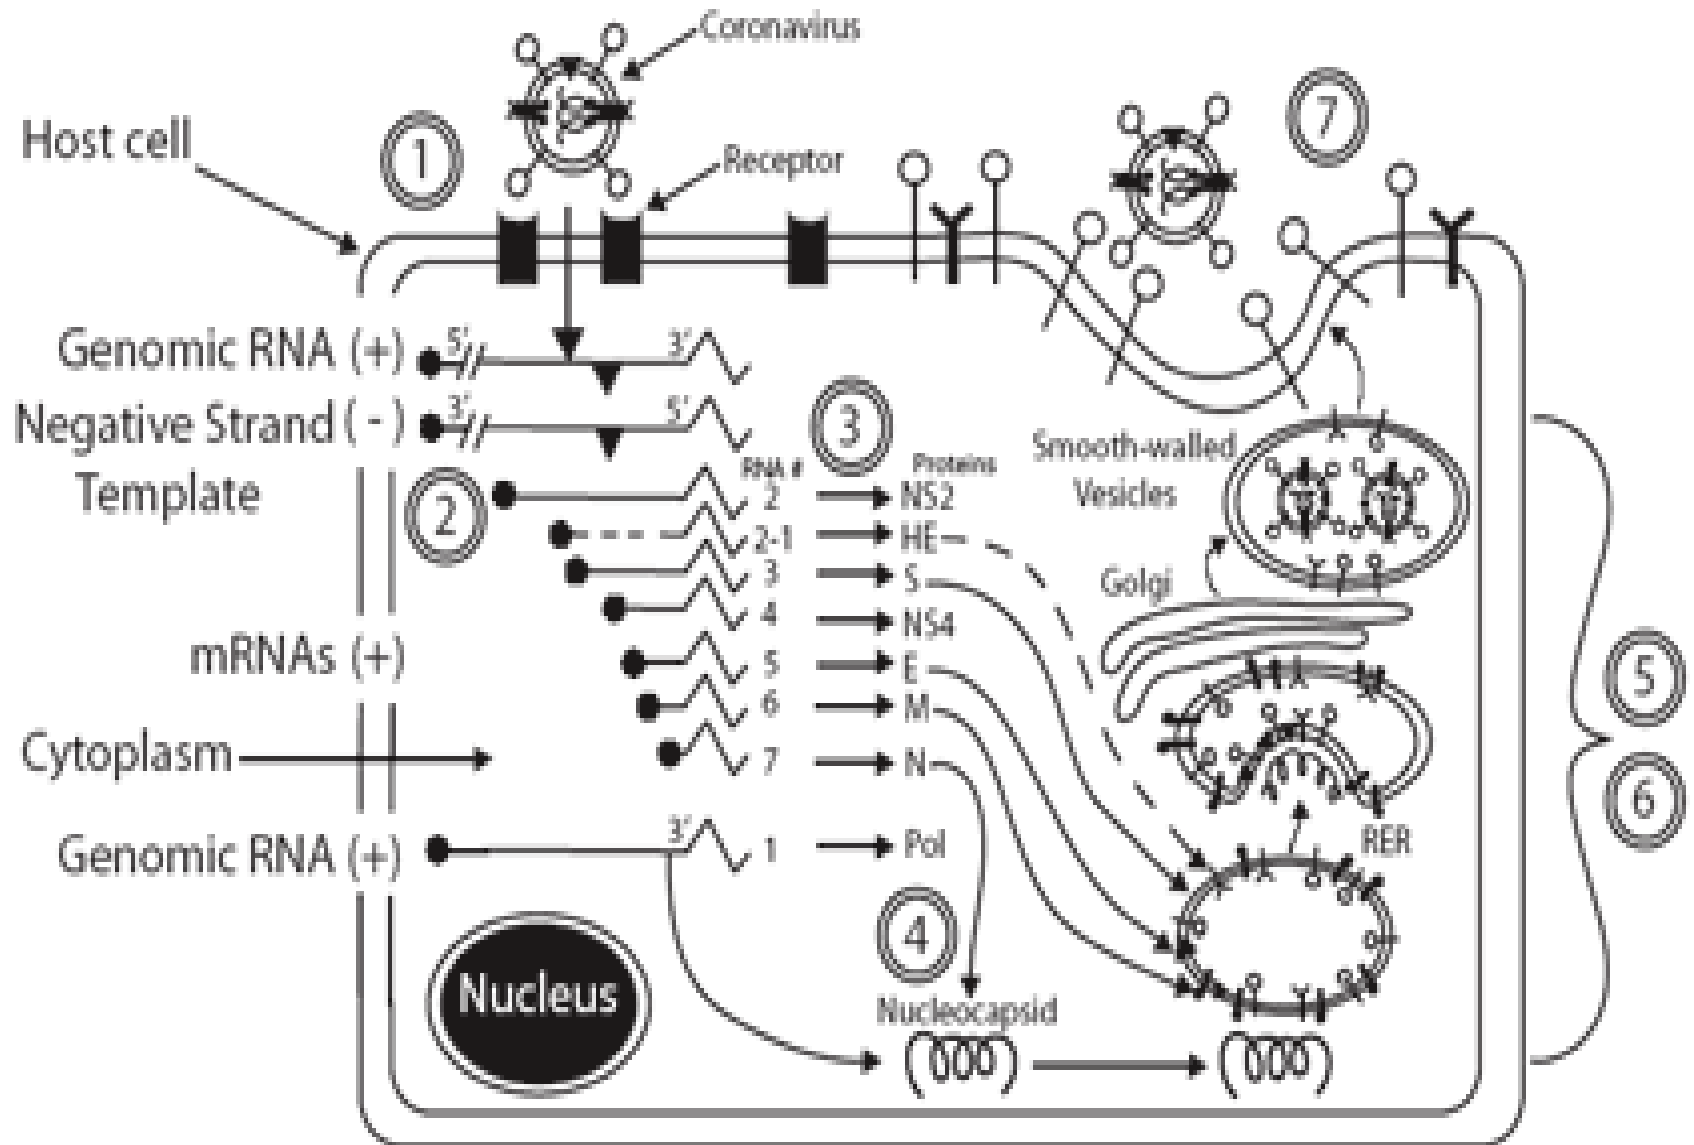 Coronavirus
Host cell
1
Receptor
7
Genomic RNA (+)
5'
3'
Negative Strand (-)
3'
5'
Template
2
3
RNA #
Proteins
2
NS2
2-1
HE
3
S
4
NS4
5
E
6
M
7
N
mRNAs (+)
Cytoplasm
Genomic RNA (+)
3'
1
Pol
Smooth-walled
Vesicles
Golgi
RER
5
6
4
Nucleus
Nucleocapsid